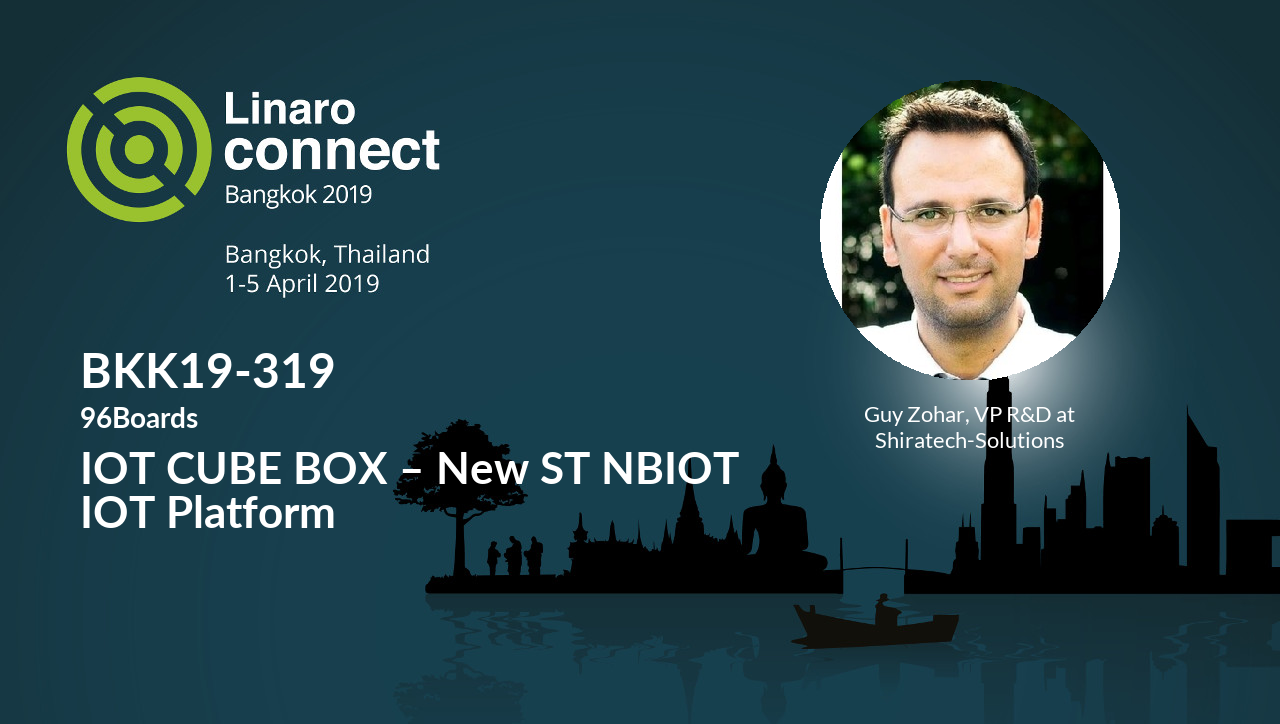 Linaro
connect
Bangkok 2019
Bangkok, Thailand
1-5 April 2019
BKK19-319
96Boards
IOT CUBE BOX – New ST NBIOT
IOT Platform
Guy Zohar, VP R&D at
Shiratech-Solutions